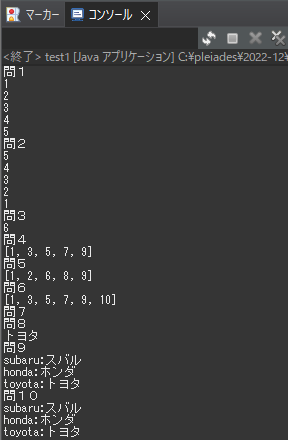 マーカー コンソール
<終了> test1 [Java アプリケーション] C:¥pleiades¥2022-12¥
問１
1
2
3
4
5
問２
5
4
3
2
1
問３
6
問４
[1, 3, 5, 7, 9]
問５
[1, 2, 6, 8, 9]
問６
[1, 3, 5, 7, 9, 10]
問７
問８
トヨタ
問９
subaru:スバル
honda:ホンダ
toyota:トヨタ
問１０
subaru:スバル
honda:ホンダ
toyota:トヨタ